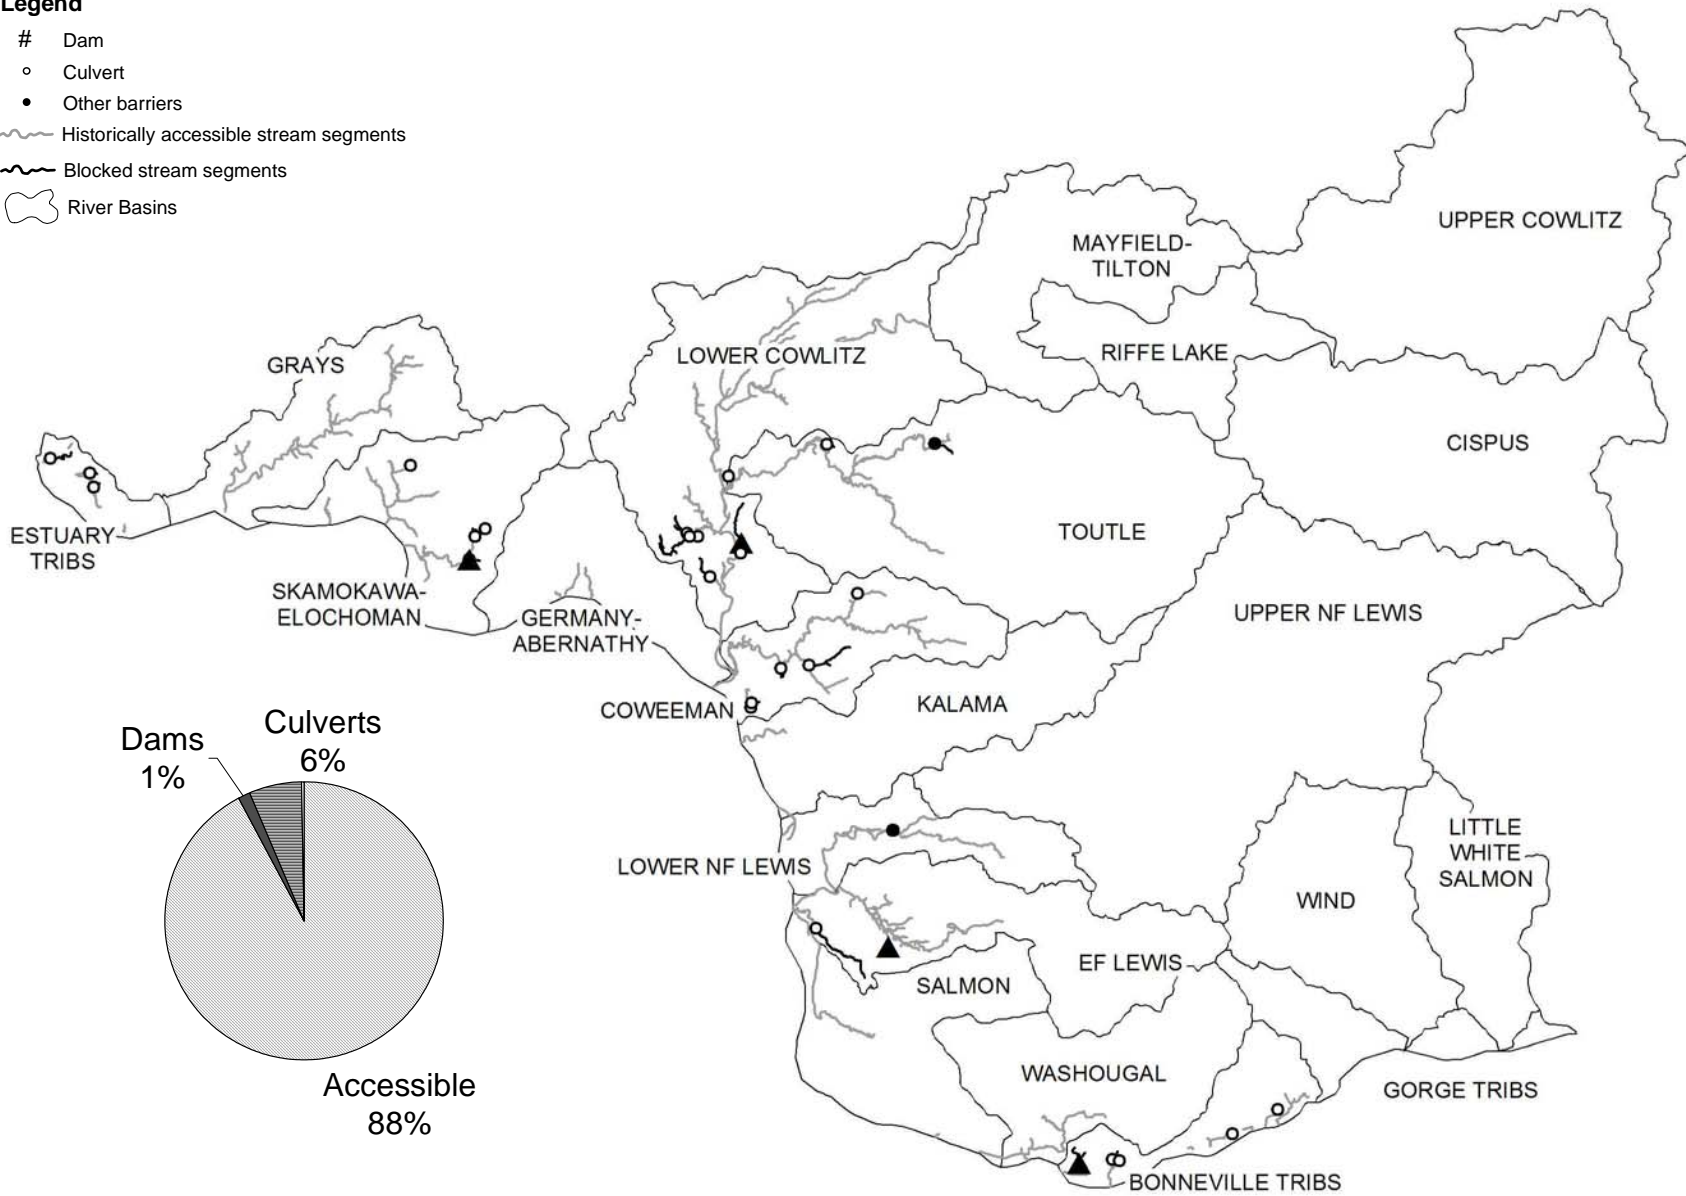 Legend
# Dam
Culvert
Other barriers
Historically accessible stream segments
Blocked stream segments
River Basins
UPPER COWLITZ
MAYFIELD-
TILTON
RIFFE LAKE
LOWER COWLITZ
GRAYS
CISPUS
TOUTLE
ESTUARY
TRIBS
SKAMOKAWA-
ELOCHOMAN
GERMANY-
ABERNATHY
UPPER NF LEWIS
COWEEMAN
KALAMA
Dams
1%
Culverts
6%
Accessible
88%
LOWER NF LEWIS
LITTLE
WHITE
SALMON
WIND
EF LEWIS
SALMON
WASHOUGAL
GORGE TRIBS
BONNEVILLE TRIBS